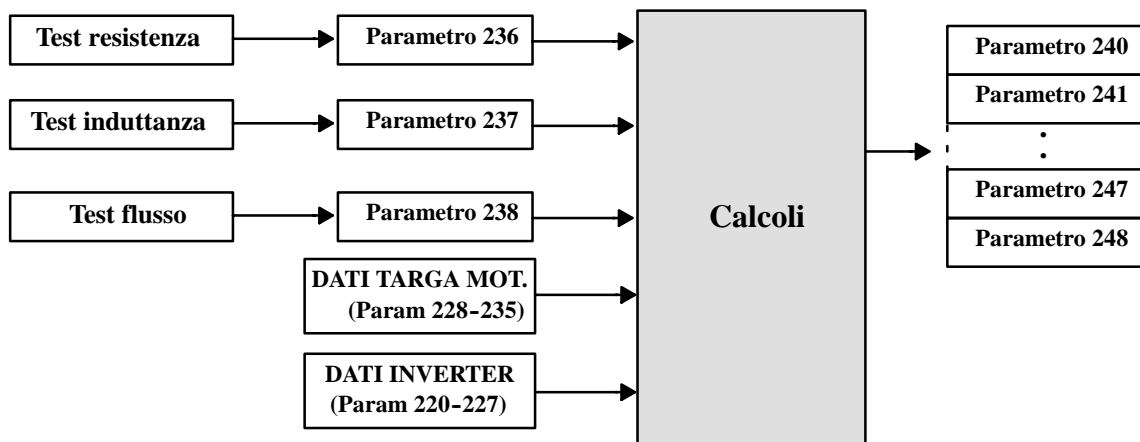 Test resistenza
Parametro 236
Test induttanza
Parametro 237
Test flusso
Parametro 238
DATI TARGA MOT.
(Param 228-235)
DATI INVERTER
(Param 220-227)
Calcoli
Parametro 240
Parametro 241
:
Parametro 247
Parametro 248